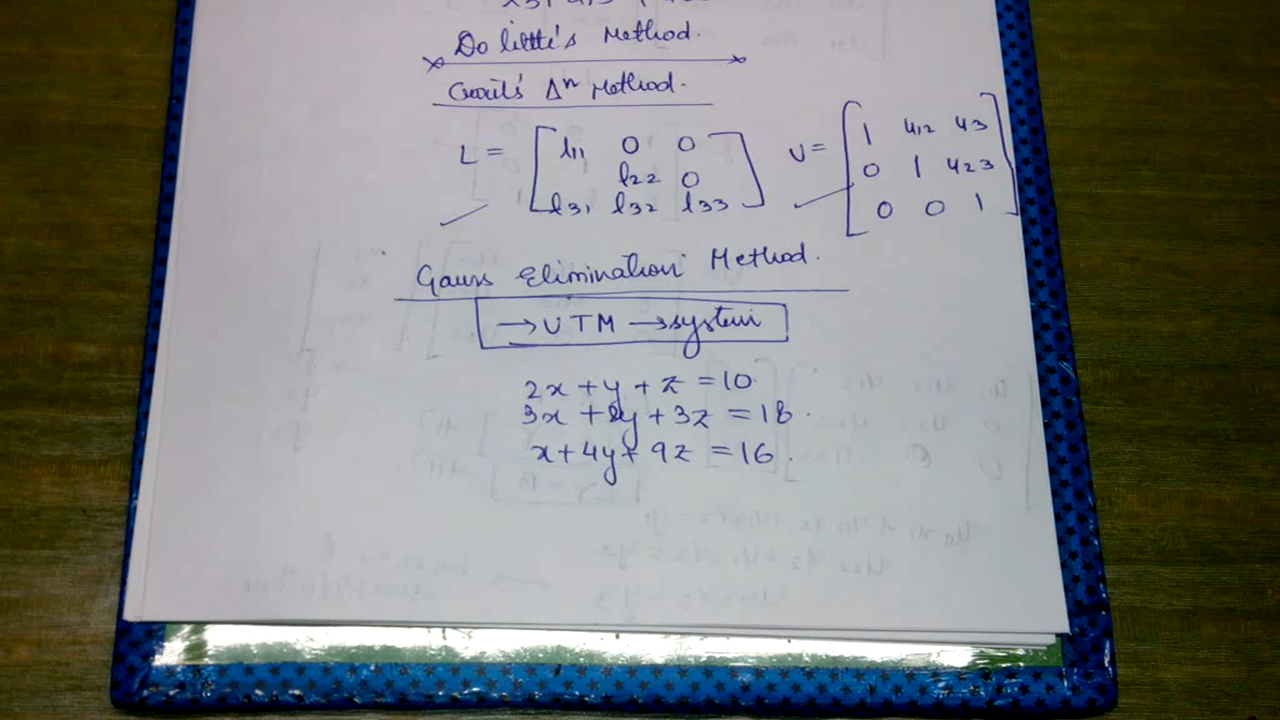 Do little's Method.
Crout's Δⁿ Method.
L = [ l11 0 0
l22 0
l31 l32 l33 ]
U = [ 1 u12 u3
0 1 u23
0 0 1 ]
Gauss Elimination Method.
→ UTM → system
2x + y + z = 10
3x + 2y + 3z = 18
x + 4y + 9z = 16